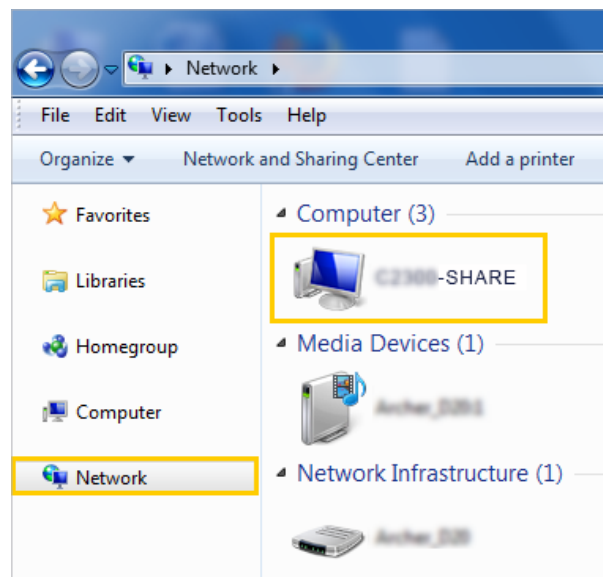 Network
File Edit View Tools Help
Organize Network and Sharing Center Add a printer
Favorites
Libraries
Homegroup
Computer
Network
Computer (3)
-SHARE
Media Devices (1)
Network Infrastructure (1)